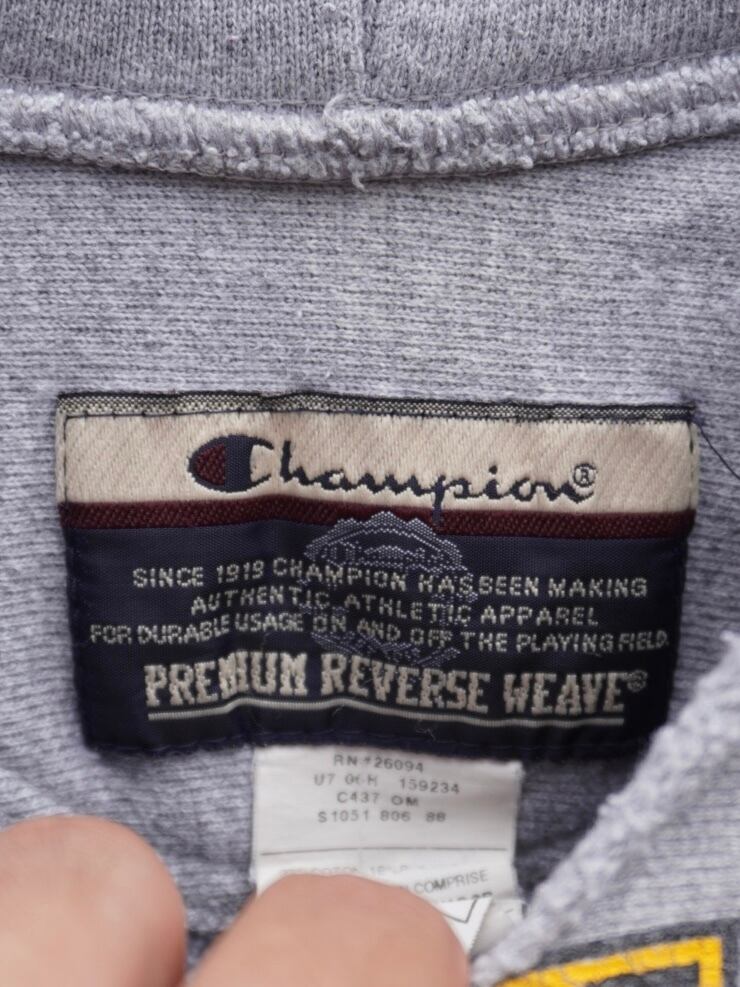 Champion®
SINCE 1919 CHAMPION HAS BEEN MAKING
AUTHENTIC ATHLETIC APPAREL
FOR DURABLE USAGE ON AND OFF THE PLAYING FIELD.
PREMIUM REVERSE WEAVE®
RN #26094
159234
C437 OM
S1051 806 88
COMPRISE